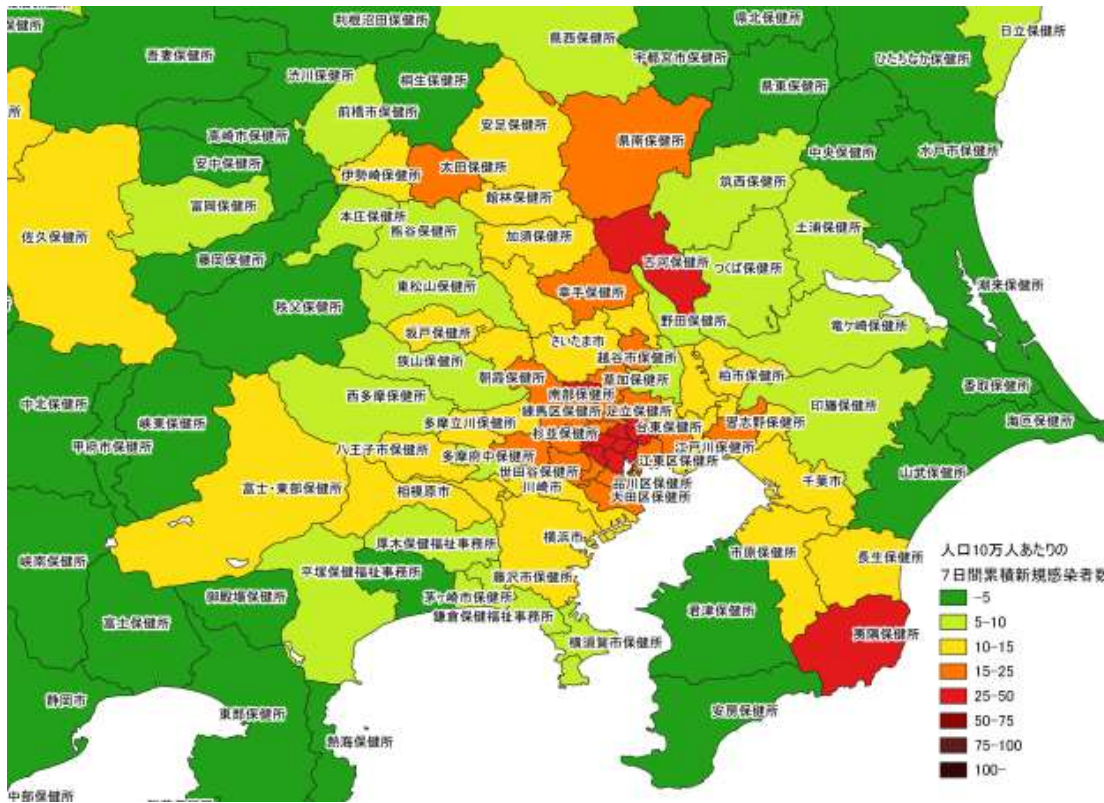 利根沼田保健所
県西保健所
県北保健所
日立保健所
保健所
吾妻保健所
渋川保健所
桐生保健所
宇都宮市保健所
ひたちなか保健所
県東保健所
前橋市保健所
安足保健所
県南保健所
高崎市保健所
安中保健所
伊勢崎保健所
太田保健所
中央保健所
水戸市保健所
富岡保健所
館林保健所
筑西保健所
本庄保健所
熊谷保健所
加須保健所
土浦保健所
佐久保健所
藤岡保健所
古河保健所
つくば保健所
潮来保健所
秩父保健所
東松山保健所
幸手保健所
野田保健所
竜ケ崎保健所
坂戸保健所
さいたま市
越谷市保健所
狭山保健所
朝霞保健所
草加保健所
柏市保健所
香取保健所
中北保健所
峡東保健所
西多摩保健所
南部保健所
印旛保健所
海匝保健所
甲府市保健所
多摩立川保健所
練馬区保健所
足立保健所
台東保健所
習志野保健所
八王子市保健所
多摩府中保健所
杉並保健所
江戸川保健所
江東区保健所
山武保健所
富士・東部保健所
相模原市
世田谷保健所
川崎市
品川区保健所
大田区保健所
千葉市
厚木保健福祉事務所
横浜市
市原保健所
長生保健所
峡南保健所
平塚保健福祉事務所
藤沢市保健所
御殿場保健所
茅ヶ崎市保健所
鎌倉保健福祉事務所
君津保健所
富士保健所
横須賀市保健所
夷隅保健所
静岡市
東部保健所
熱海保健所
安房保健所
中部保健所
人口10万人あたりの
7日間累積新規感染者数
-5
5-10
10-15
15-25
25-50
50-75
75-100
100-